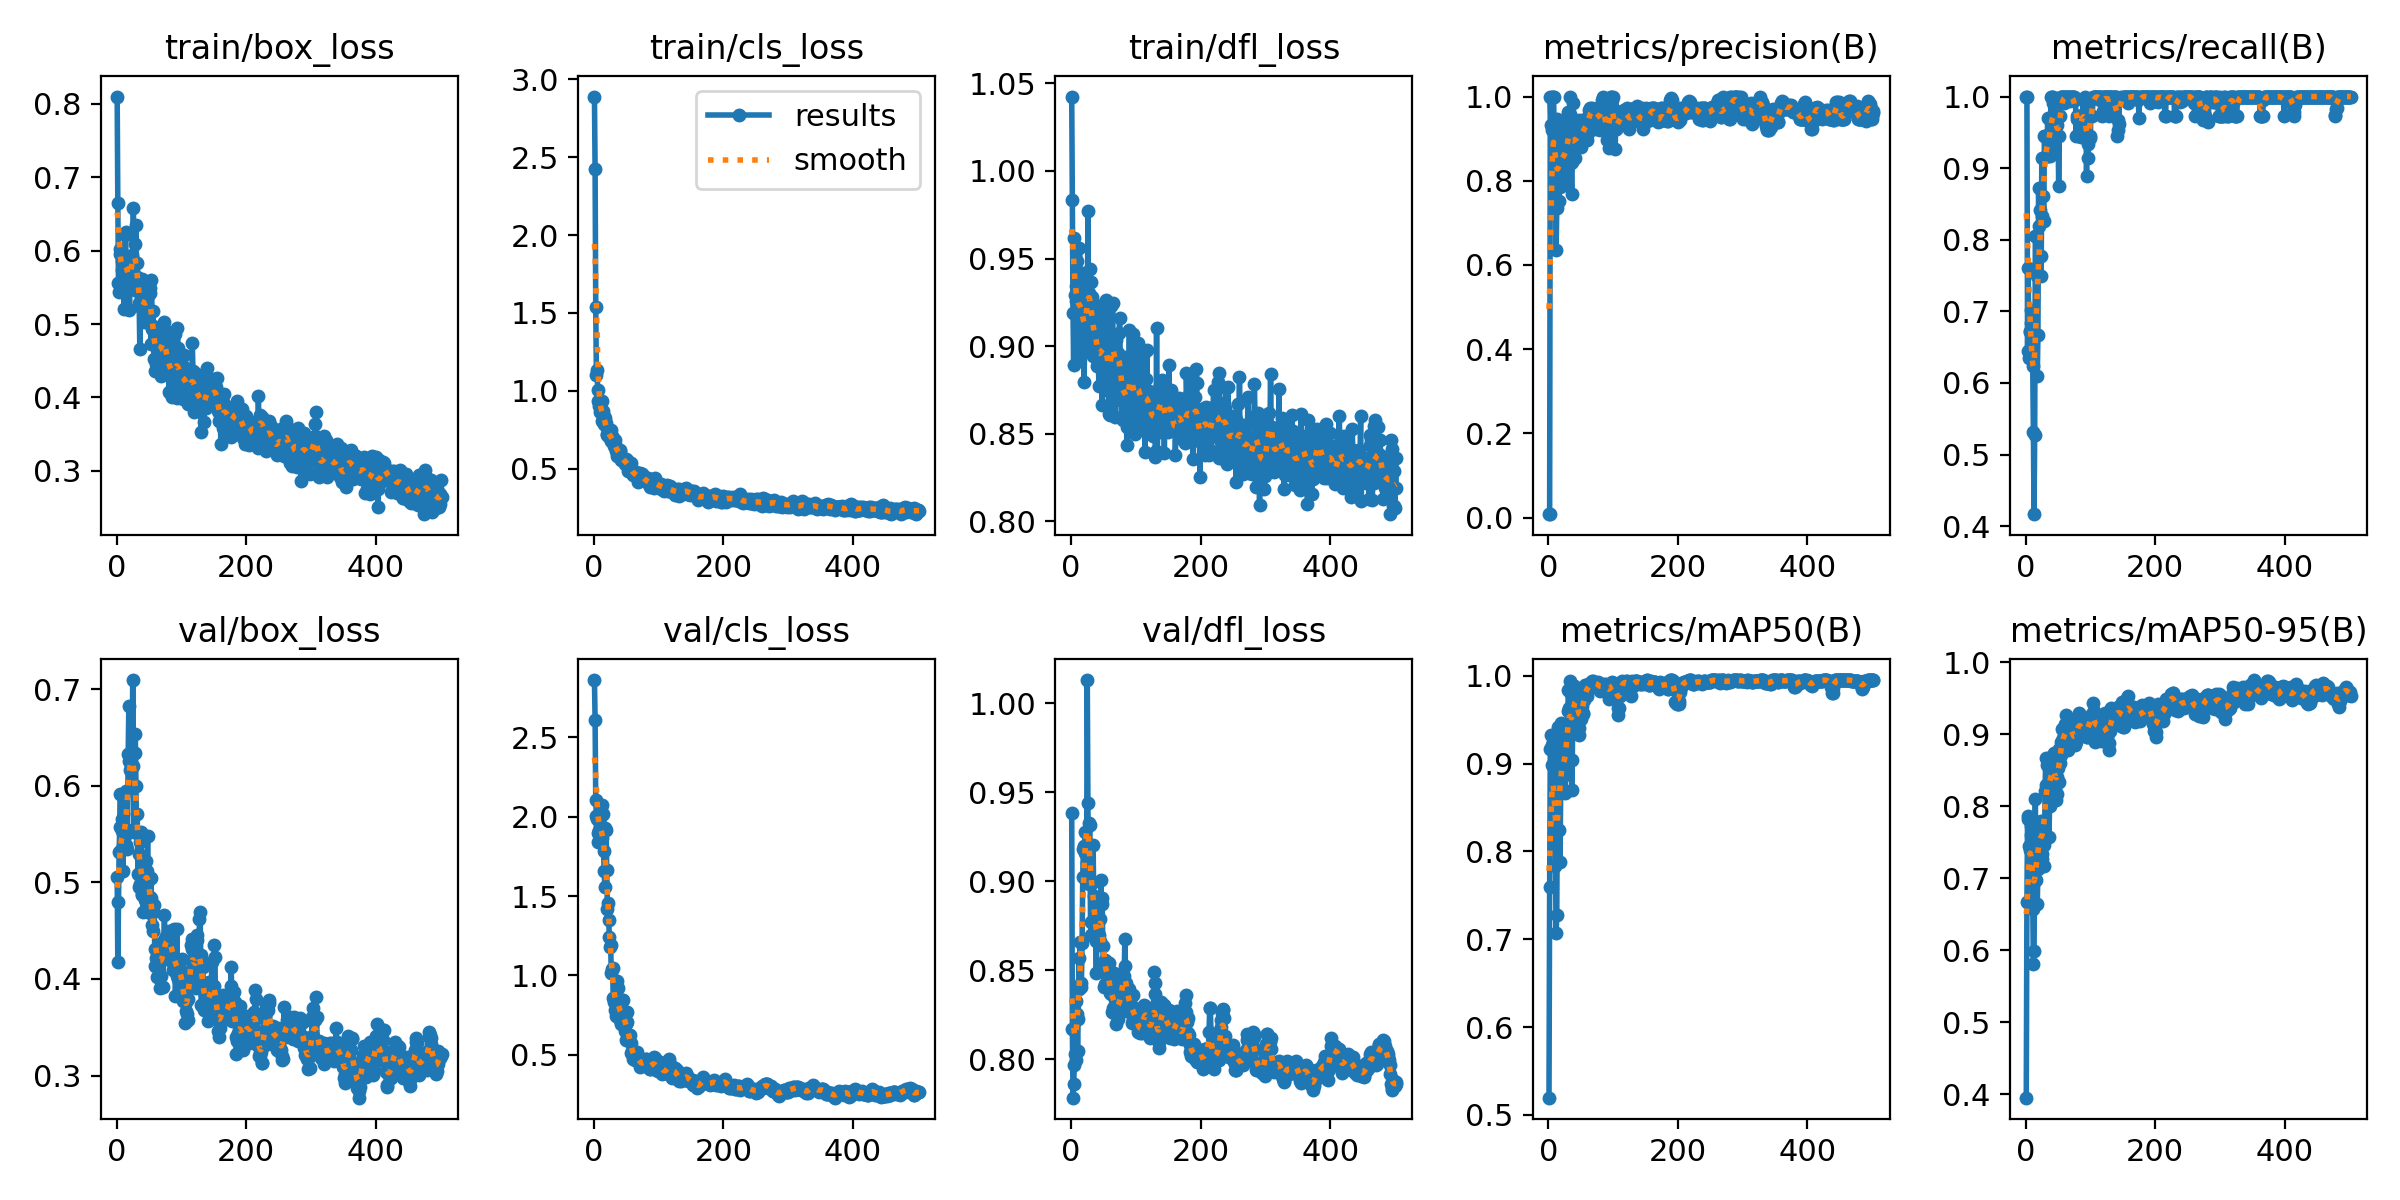 train/box_loss
0.8
0.7
0.6
0.5
0.4
0.3
0 200 400
train/cls_loss
results
smooth
3.0
2.5
2.0
1.5
1.0
0.5
0 200 400
train/dfl_loss
1.05
1.00
0.95
0.90
0.85
0.80
0 200 400
metrics/precision(B)
1.0
0.8
0.6
0.4
0.2
0.0
0 200 400
metrics/recall(B)
1.0
0.9
0.8
0.7
0.6
0.5
0.4
0 200 400
val/box_loss
0.7
0.6
0.5
0.4
0.3
0 200 400
val/cls_loss
2.5
2.0
1.5
1.0
0.5
0 200 400
val/dfl_loss
1.00
0.95
0.90
0.85
0.80
0 200 400
metrics/mAP50(B)
1.0
0.9
0.8
0.7
0.6
0.5
0 200 400
metrics/mAP50-95(B)
1.0
0.9
0.8
0.7
0.6
0.5
0.4
0 200 400